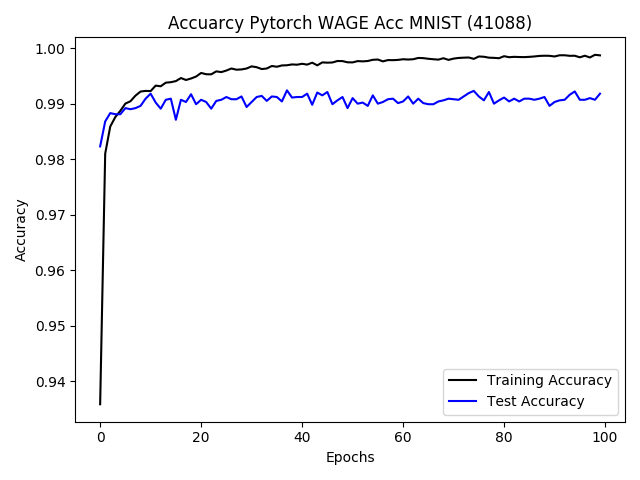 Accuarcy Pytorch WAGE Acc MNIST (41088)
1.00
0.99
0.98
0.97
0.96
0.95
0.94
Accuracy
Training Accuracy
Test Accuracy
0 20 40 60 80 100
Epochs